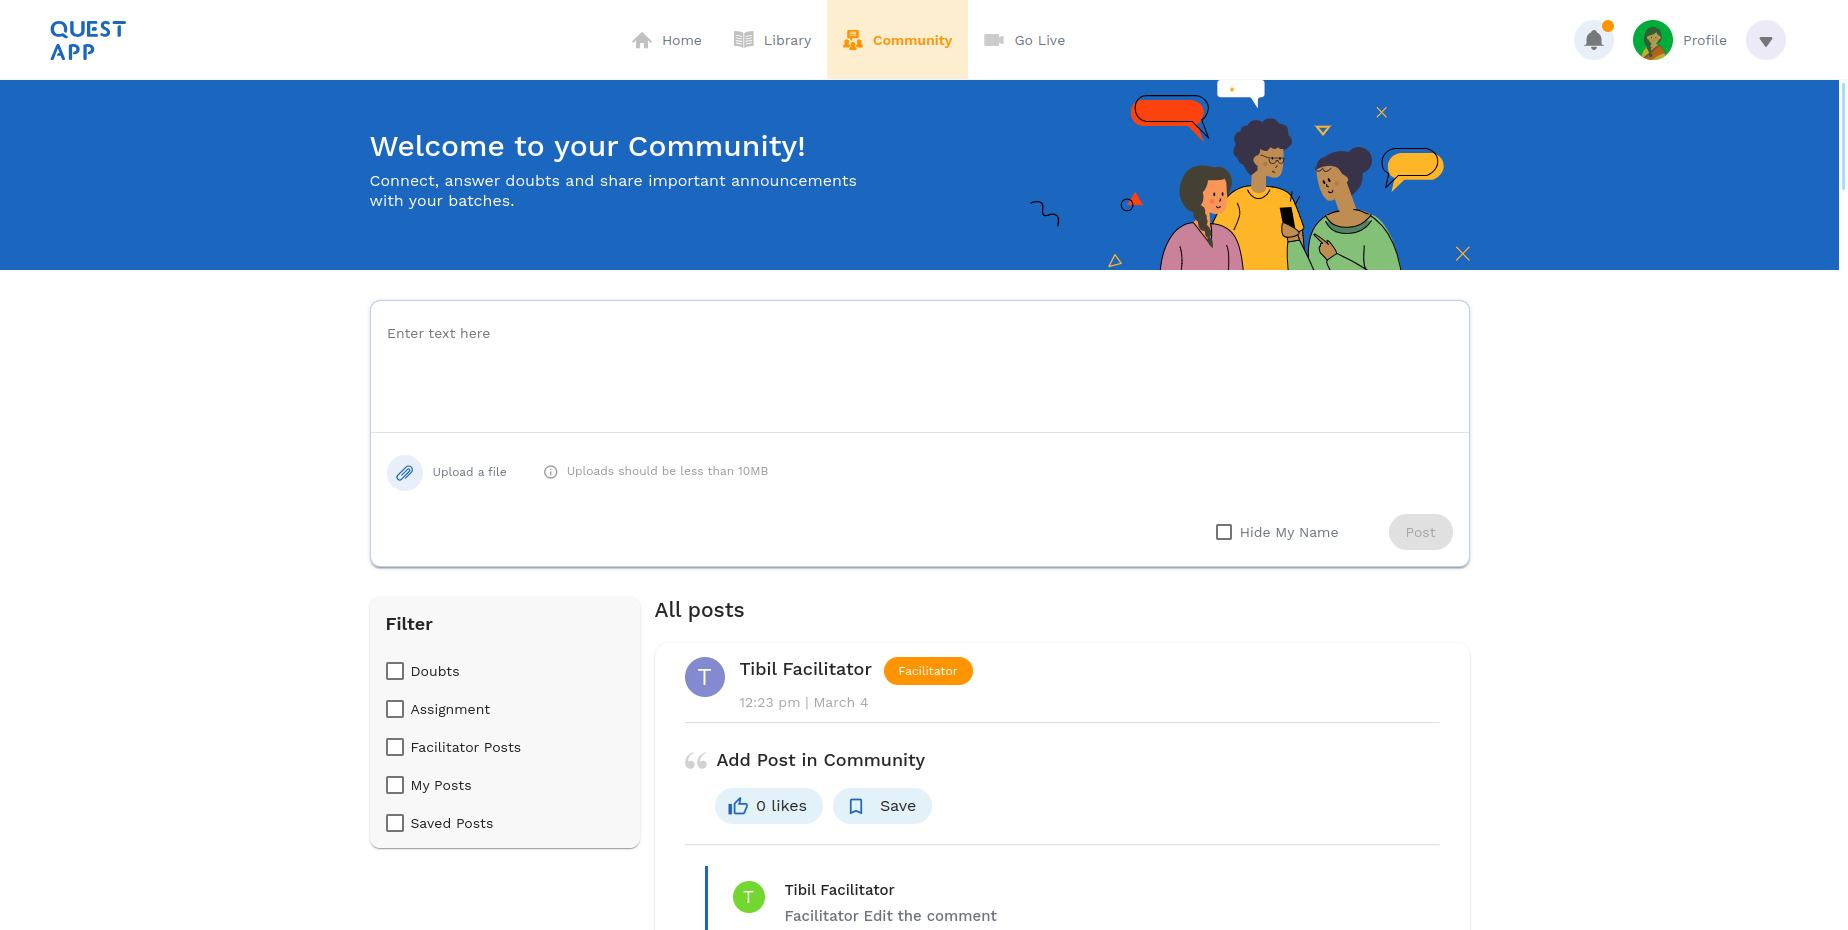 QUEST
APP
Home
Library
Community
Go Live
Profile
Welcome to your Community!
Connect, answer doubts and share important announcements
with your batches.
Enter text here
Upload a file
Uploads should be less than 10MB
Hide My Name
Post
Filter
Doubts
Assignment
Facilitator Posts
My Posts
Saved Posts
All posts
T
Tibil Facilitator
Facilitator
12:23 pm | March 4
Add Post in Community
0 likes
Save
T
Tibil Facilitator
Facilitator Edit the comment